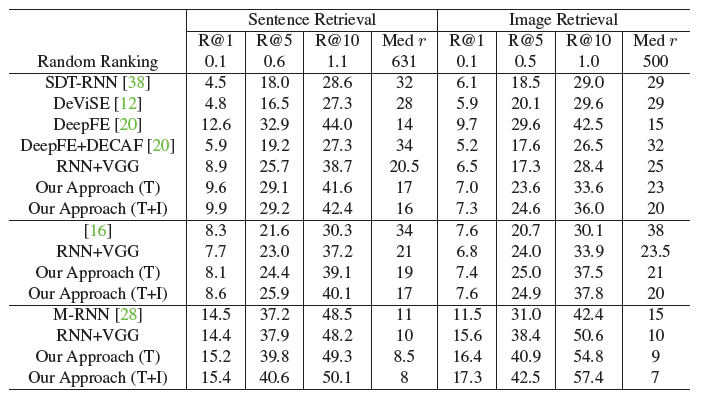 Sentence Retrieval Image Retrieval
R@1 R@5 R@10 Med r R@1 R@5 R@10 Med r
Random Ranking 0.1 0.6 1.1 631 0.1 0.5 1.0 500
SDT-RNN [38] 4.5 18.0 28.6 32 6.1 18.5 29.0 29
DeViSE [12] 4.8 16.5 27.3 28 5.9 20.1 29.6 29
DeepFE [20] 12.6 32.9 44.0 14 9.7 29.6 42.5 15
DeepFE+DECAF [20] 5.9 19.2 27.3 34 5.2 17.6 26.5 32
RNN+VGG 8.9 25.7 38.7 20.5 6.5 17.3 28.4 25
Our Approach (T) 9.6 29.1 41.6 17 7.0 23.6 33.6 23
Our Approach (T+I) 9.9 29.2 42.4 16 7.3 24.6 36.0 20
[16] 8.3 21.6 30.3 34 7.6 20.7 30.1 38
RNN+VGG 7.7 23.0 37.2 21 6.8 24.0 33.9 23.5
Our Approach (T) 8.1 24.4 39.1 19 7.4 25.0 37.5 21
Our Approach (T+I) 8.6 25.9 40.1 17 7.6 24.9 37.8 20
M-RNN [28] 14.5 37.2 48.5 11 11.5 31.0 42.4 15
RNN+VGG 14.4 37.9 48.2 10 15.6 38.4 50.6 10
Our Approach (T) 15.2 39.8 49.3 8.5 16.4 40.9 54.8 9
Our Approach (T+I) 15.4 40.6 50.1 8 17.3 42.5 57.4 7